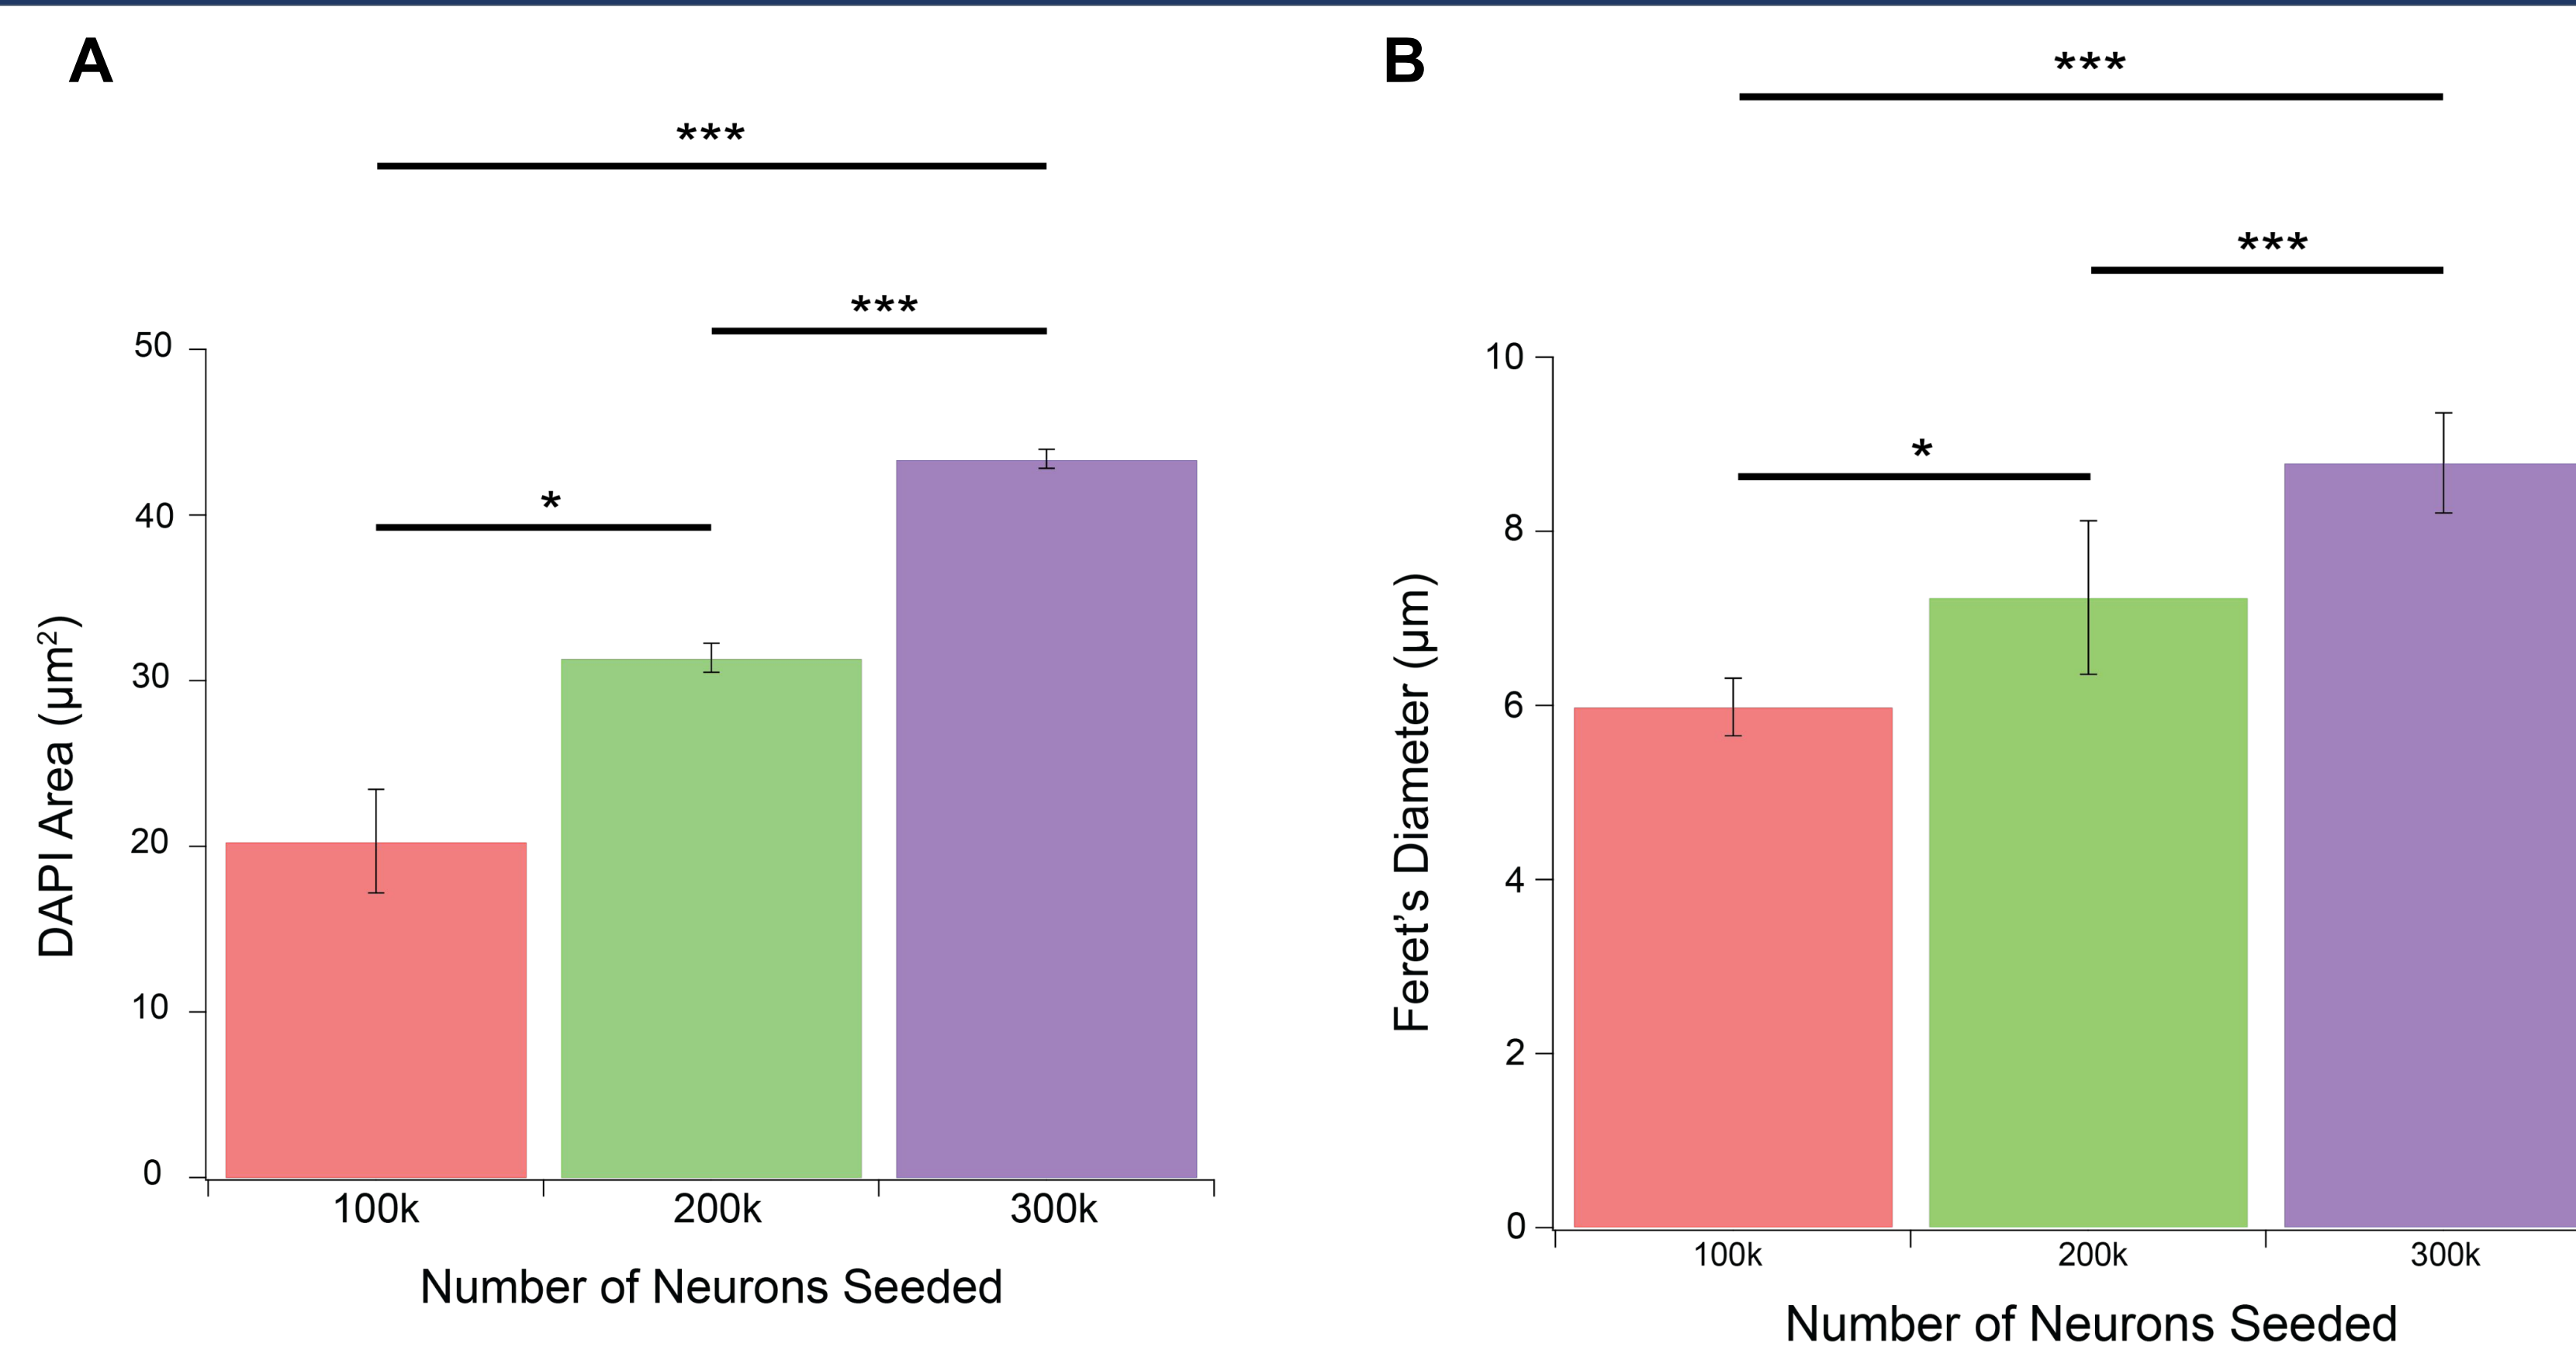 A
***
***
*
50
40
30
20
10
0
DAPI Area (µm²)
100k 200k 300k
Number of Neurons Seeded
B
***
***
*
10
8
6
4
2
0
Feret’s Diameter (µm)
100k 200k 300k
Number of Neurons Seeded